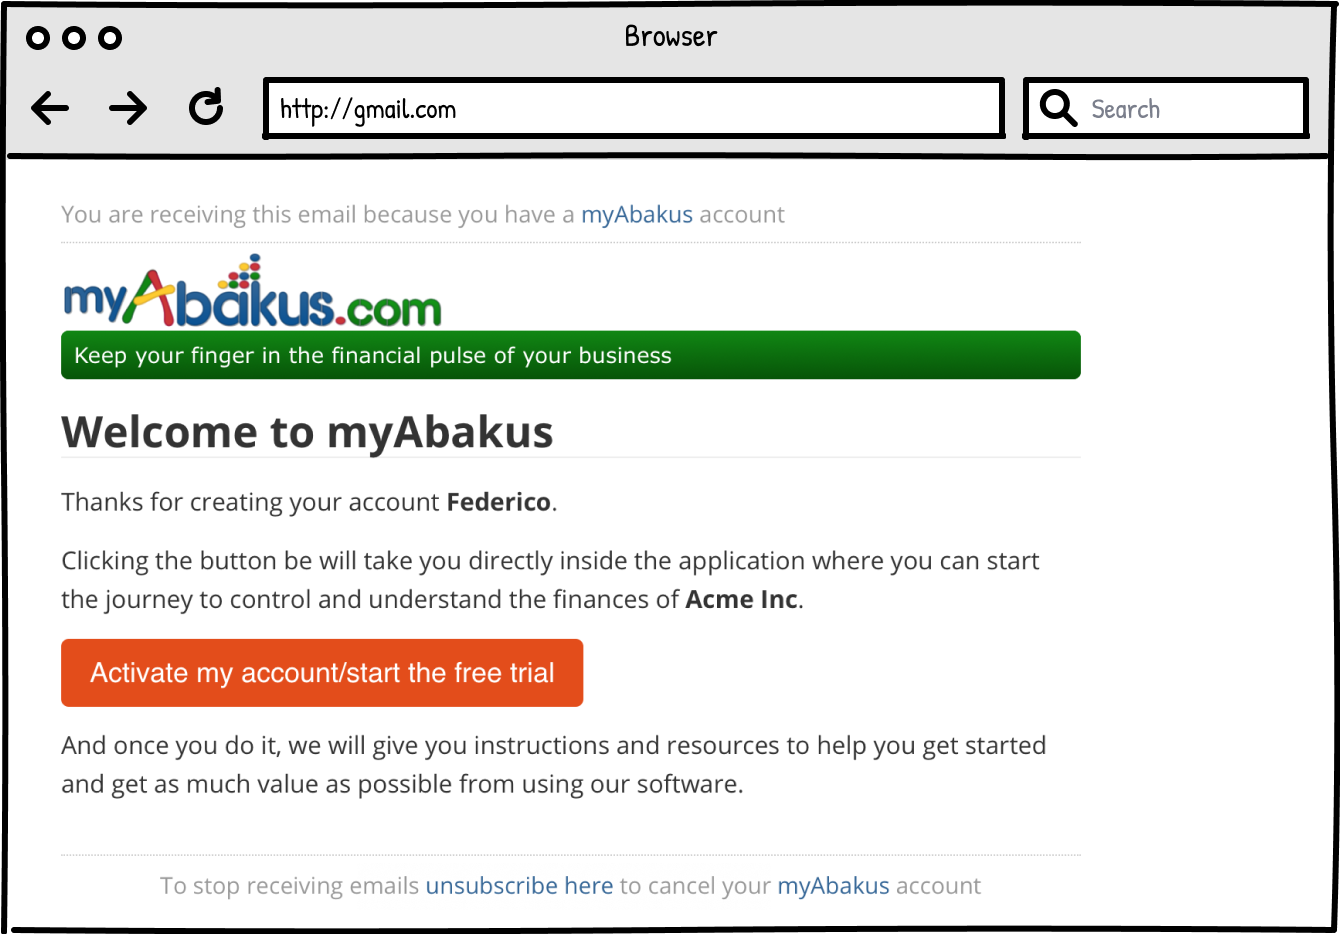 Browser
http://gmail.com
Search
You are receiving this email because you have a myAbakus account
myAbakus.com
Keep your finger in the financial pulse of your business
Welcome to myAbakus
Thanks for creating your account Federico.
Clicking the button be will take you directly inside the application where you can start
the journey to control and understand the finances of Acme Inc.
Activate my account/start the free trial
And once you do it, we will give you instructions and resources to help you get started
and get as much value as possible from using our software.
To stop receiving emails unsubscribe here to cancel your myAbakus account